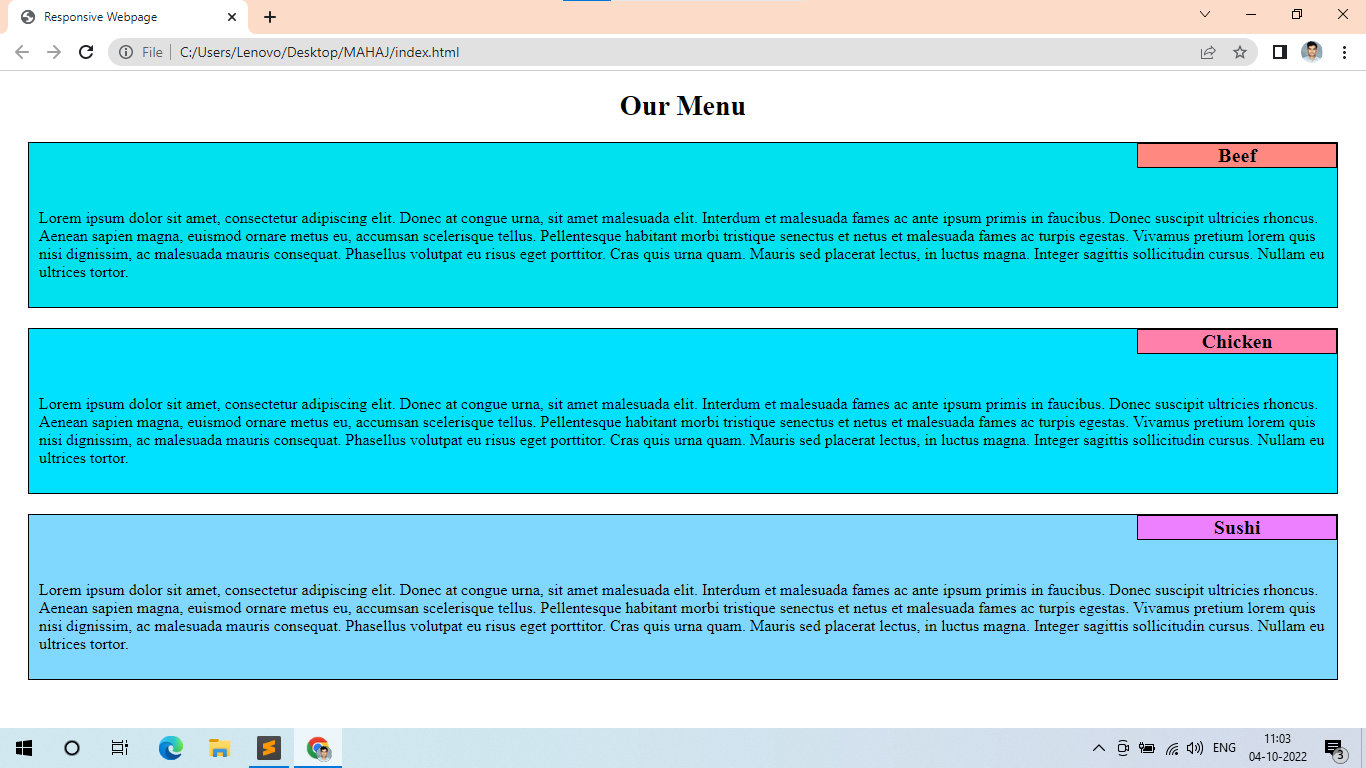 Responsive Webpage
File
C:/Users/Lenovo/Desktop/MAHAJ/index.html
Our Menu
Beef
Lorem ipsum dolor sit amet, consectetur adipiscing elit. Donec at congue urna, sit amet malesuada elit. Interdum et malesuada fames ac ante ipsum primis in faucibus. Donec suscipit ultricies rhoncus.
Aenean sapien magna, euismod ornare metus eu, accumsan scelerisque tellus. Pellentesque habitant morbi tristique senectus et netus et malesuada fames ac turpis egestas. Vivamus pretium lorem quis
nisi dignissim, ac malesuada mauris consequat. Phasellus volutpat eu risus eget porttitor. Cras quis urna quam. Mauris sed placerat lectus, in luctus magna. Integer sagittis sollicitudin cursus. Nullam eu
ultrices tortor.
Chicken
Lorem ipsum dolor sit amet, consectetur adipiscing elit. Donec at congue urna, sit amet malesuada elit. Interdum et malesuada fames ac ante ipsum primis in faucibus. Donec suscipit ultricies rhoncus.
Aenean sapien magna, euismod ornare metus eu, accumsan scelerisque tellus. Pellentesque habitant morbi tristique senectus et netus et malesuada fames ac turpis egestas. Vivamus pretium lorem quis
nisi dignissim, ac malesuada mauris consequat. Phasellus volutpat eu risus eget porttitor. Cras quis urna quam. Mauris sed placerat lectus, in luctus magna. Integer sagittis sollicitudin cursus. Nullam eu
ultrices tortor.
Sushi
Lorem ipsum dolor sit amet, consectetur adipiscing elit. Donec at congue urna, sit amet malesuada elit. Interdum et malesuada fames ac ante ipsum primis in faucibus. Donec suscipit ultricies rhoncus.
Aenean sapien magna, euismod ornare metus eu, accumsan scelerisque tellus. Pellentesque habitant morbi tristique senectus et netus et malesuada fames ac turpis egestas. Vivamus pretium lorem quis
nisi dignissim, ac malesuada mauris consequat. Phasellus volutpat eu risus eget porttitor. Cras quis urna quam. Mauris sed placerat lectus, in luctus magna. Integer sagittis sollicitudin cursus. Nullam eu
ultrices tortor.
ENG
11:03
04-10-2022
3